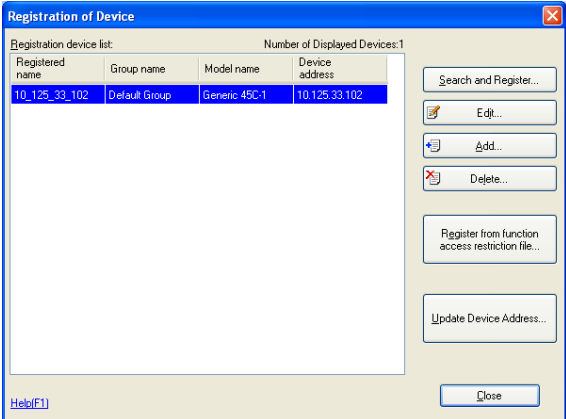 Registration of Device
Registration device list: Number of Displayed Devices:1
Registered name Group name Model name Device address
10_125_33_102 Default Group Generic 45C-1 10.125.33.102
Search and Register...
Edit...
Add...
Delete...
Register from function
access restriction file...
Update Device Address...
Help(F1)
Close